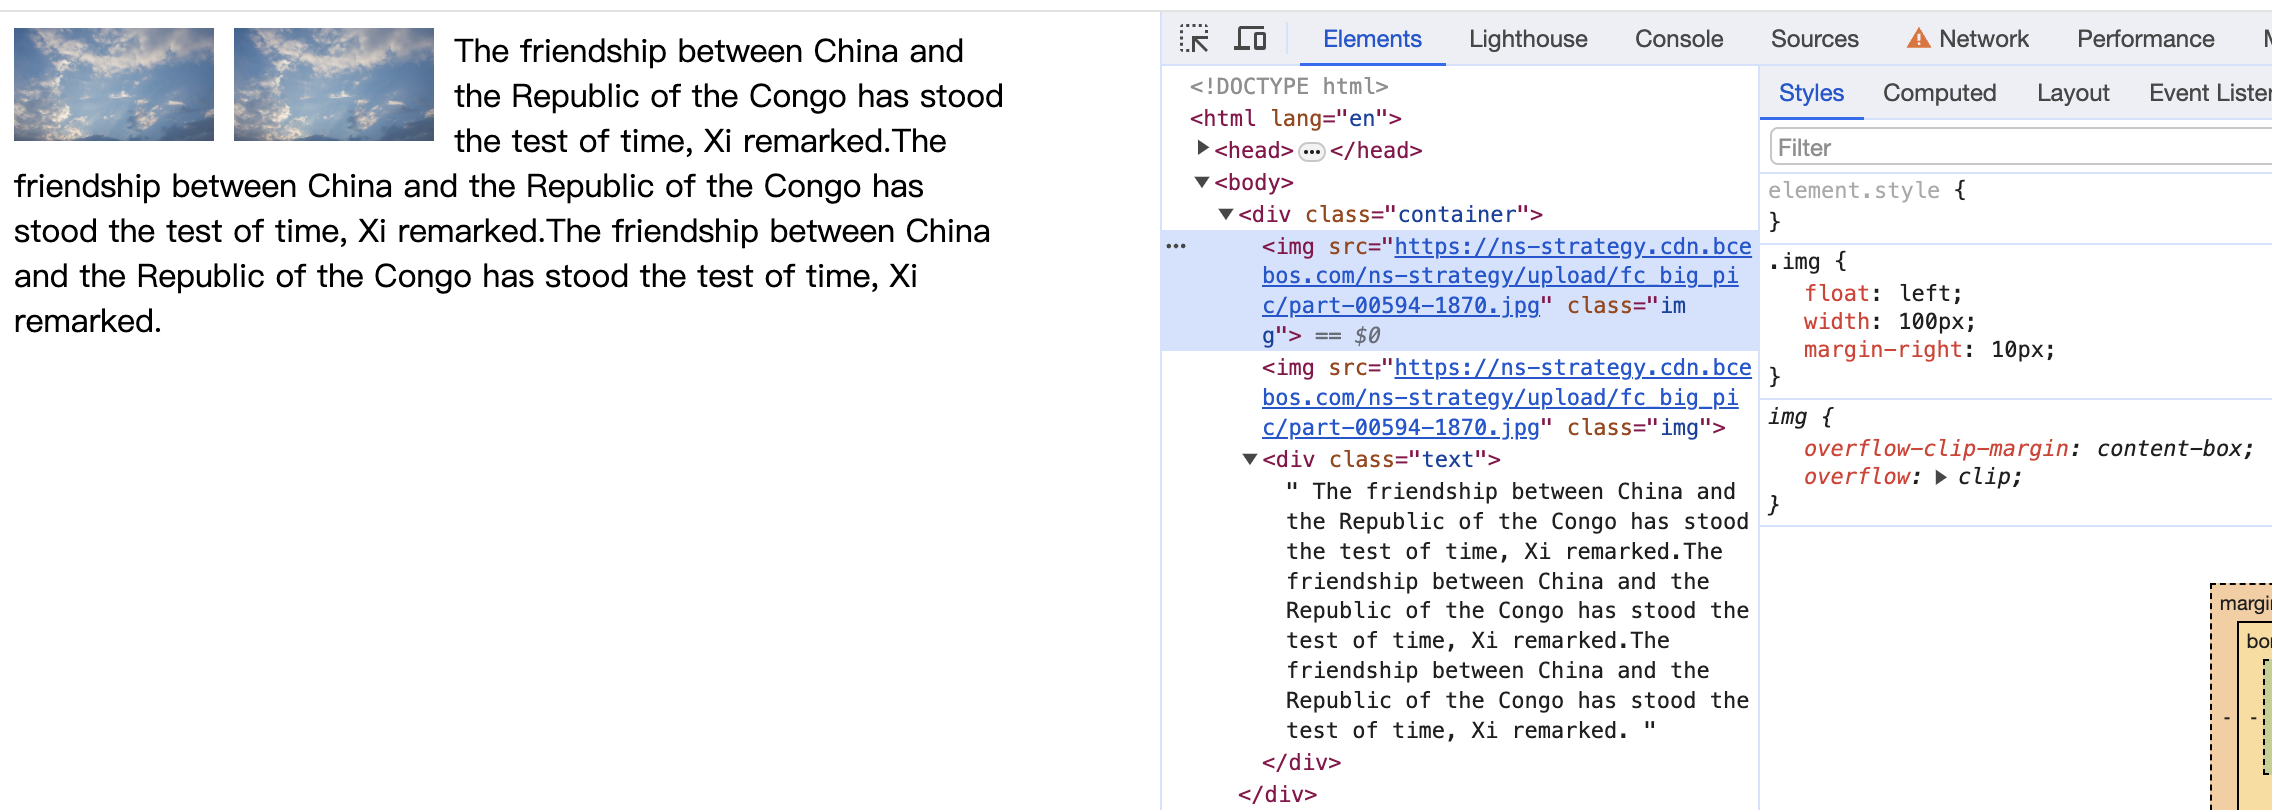 The friendship between China and
the Republic of the Congo has stood
the test of time, Xi remarked.The
friendship between China and the Republic of the Congo has
stood the test of time, Xi remarked.The friendship between China
and the Republic of the Congo has stood the test of time, Xi
remarked.
Elements Lighthouse Console Sources Network Performance
<!DOCTYPE html>
<html lang="en">
<head> ••• </head>
<body>
<div class="container">
••• <img src="https://ns-strategy.cdn.bce
bos.com/ns-strategy/upload/fc_big_pi
c/part-00594-1870.jpg" class="im
g"> == $0
<img src="https://ns-strategy.cdn.bce
bos.com/ns-strategy/upload/fc_big_pi
c/part-00594-1870.jpg" class="img">
<div class="text">
" The friendship between China and
the Republic of the Congo has stood
the test of time, Xi remarked.The
friendship between China and the
Republic of the Congo has stood the
test of time, Xi remarked.The
friendship between China and the
Republic of the Congo has stood the
test of time, Xi remarked. "
</div>
</div>
Styles Computed Layout Event Lister
Filter
element.style {
}
.img {
float: left;
width: 100px;
margin-right: 10px;
}
img {
overflow-clip-margin: content-box;
overflow: clip;
}
margi
bo
- -